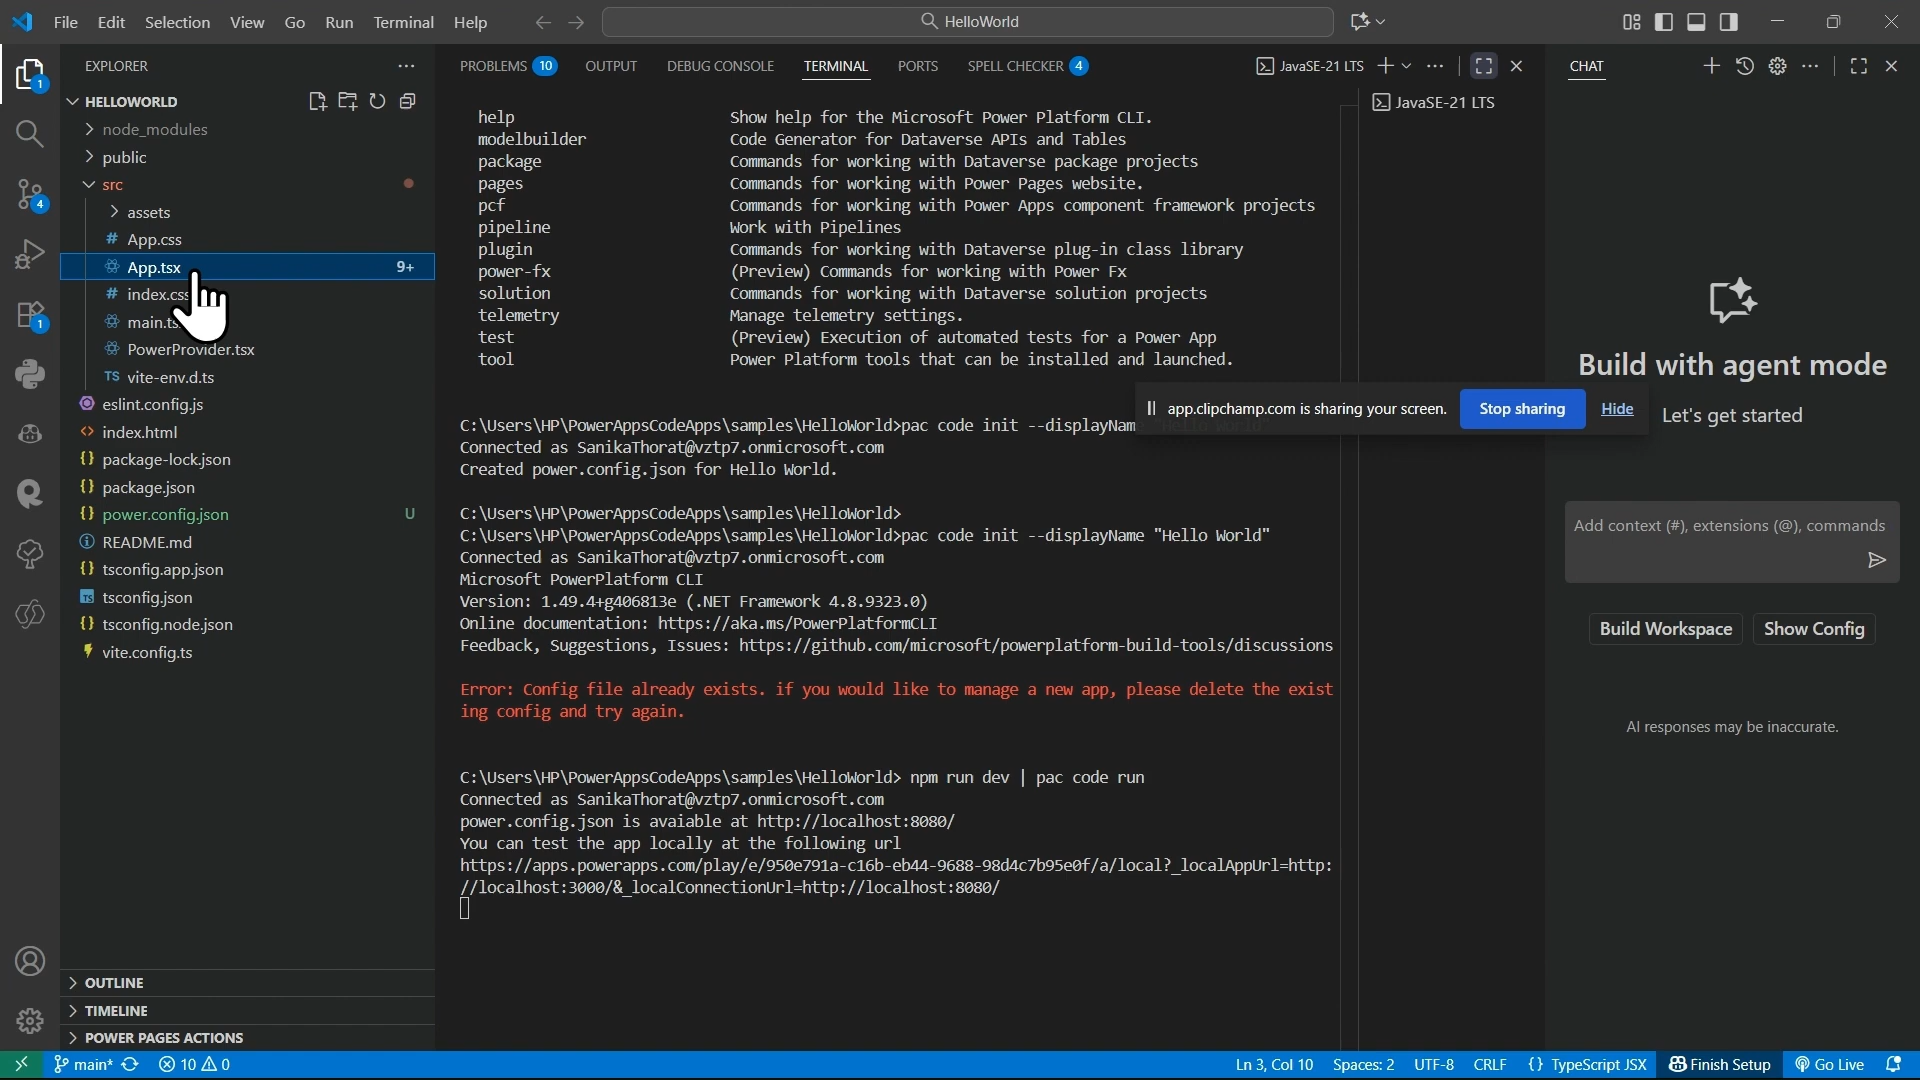 File Edit Selection View Go Run Terminal Help
HelloWorld
EXPLORER
HELLOWORLD
node_modules
public
src
assets
# App.css
App.tsx 9+
# index.css
main.ts
PowerProvider.tsx
TS vite-env.d.ts
eslint.config.js
index.html
{} package-lock.json
{} package.json
{} power.config.json U
README.md
{} tsconfig.app.json
TS tsconfig.json
{} tsconfig.node.json
vite.config.ts
OUTLINE
TIMELINE
POWER PAGES ACTIONS
1
4
1
PROBLEMS 10 OUTPUT DEBUG CONSOLE TERMINAL PORTS SPELL CHECKER 4
JavaSE-21 LTS
JavaSE-21 LTS
help Show help for the Microsoft Power Platform CLI.
modelbuilder Code Generator for Dataverse APIs and Tables
package Commands for working with Dataverse package projects
pages Commands for working with Power Pages website.
pcf Commands for working with Power Apps component framework projects
pipeline Work with Pipelines
plugin Commands for working with Dataverse plug-in class library
power-fx (Preview) Commands for working with Power Fx
solution Commands for working with Dataverse solution projects
telemetry Manage telemetry settings.
test (Preview) Execution of automated tests for a Power App
tool Power Platform tools that can be installed and launched.
C:\Users\HP\PowerAppsCodeApps\samples\HelloWorld>pac code init --displayName "Hello World"
Connected as SanikaThorat@vztp7.onmicrosoft.com
Created power.config.json for Hello World.
C:\Users\HP\PowerAppsCodeApps\samples\HelloWorld>
C:\Users\HP\PowerAppsCodeApps\samples\HelloWorld>pac code init --displayName "Hello World"
Connected as SanikaThorat@vztp7.onmicrosoft.com
Microsoft PowerPlatform CLI
Version: 1.49.4+g406813e (.NET Framework 4.8.9323.0)
Online documentation: https://aka.ms/PowerPlatformCLI
Feedback, Suggestions, Issues: https://github.com/microsoft/powerplatform-build-tools/discussions
Error: Config file already exists. if you would like to manage a new app, please delete the exist
ing config and try again.
C:\Users\HP\PowerAppsCodeApps\samples\HelloWorld> npm run dev | pac code run
Connected as SanikaThorat@vztp7.onmicrosoft.com
power.config.json is avaiable at http://localhost:8080/
You can test the app locally at the following url
https://apps.powerapps.com/play/e/950e791a-c16b-eb44-9688-98d4c7b95e0f/a/local?_localAppUrl=http:
//localhost:3000/&_localConnectionUrl=http://localhost:8080/
app.clipchamp.com is sharing your screen. Stop sharing Hide
CHAT
Build with agent mode
Let's get started
Add context (#), extensions (@), commands
Build Workspace Show Config
AI responses may be inaccurate.
main* 10 0 Ln 3, Col 10 Spaces: 2 UTF-8 CRLF {} TypeScript JSX Finish Setup Go Live